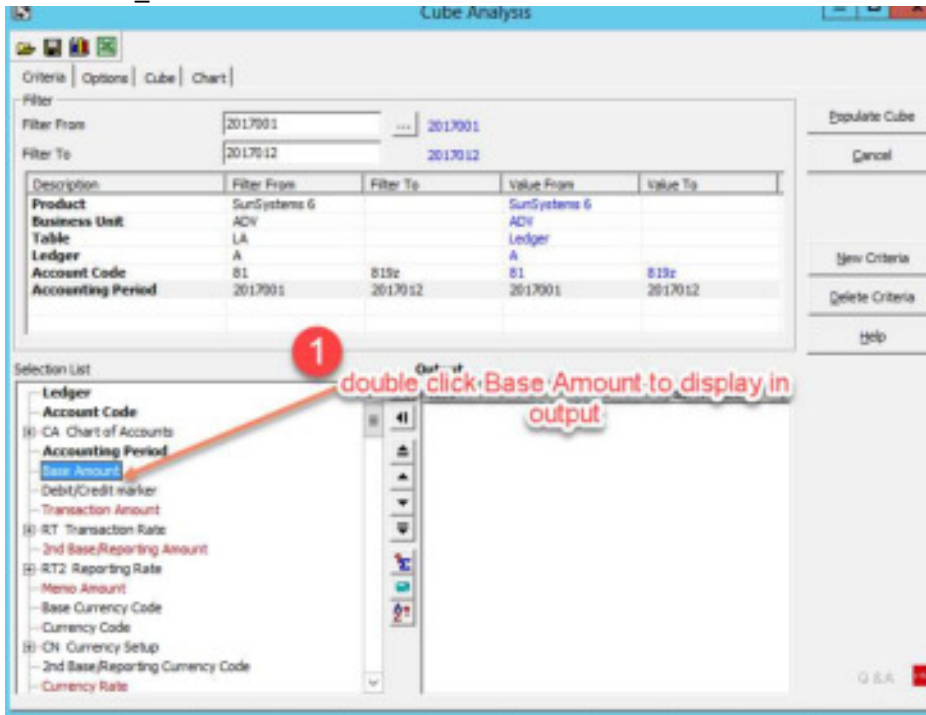 Cube Analysis
Criteria Options Cube Chart
Filter
Filter From 2017001 ... 2017001
Populate Cube
Filter To 2017012 2017012
Cancel
Description Filter From Filter To Value From Value To
Product SunSystems 6 SunSystems 6
Business Unit ADV ADV
Table LA Ledger
Ledger A A
New Criteria
Account Code 81 819z 81 819z
Accounting Period 2017001 2017012 2017001 2017012
Delete Criteria
Help
1
Selection List Output
double click Base Amount to display in
output
Ledger
Account Code
CA Chart of Accounts
Accounting Period
Base Amount
Debit/Credit marker
Transaction Amount
RT Transaction Rate
2nd Base/Reporting Amount
RT2 Reporting Rate
Memo Amount
Base Currency Code
Currency Code
CN Currency Setup
2nd Base/Reporting Currency Code
Currency Rate
Q&A